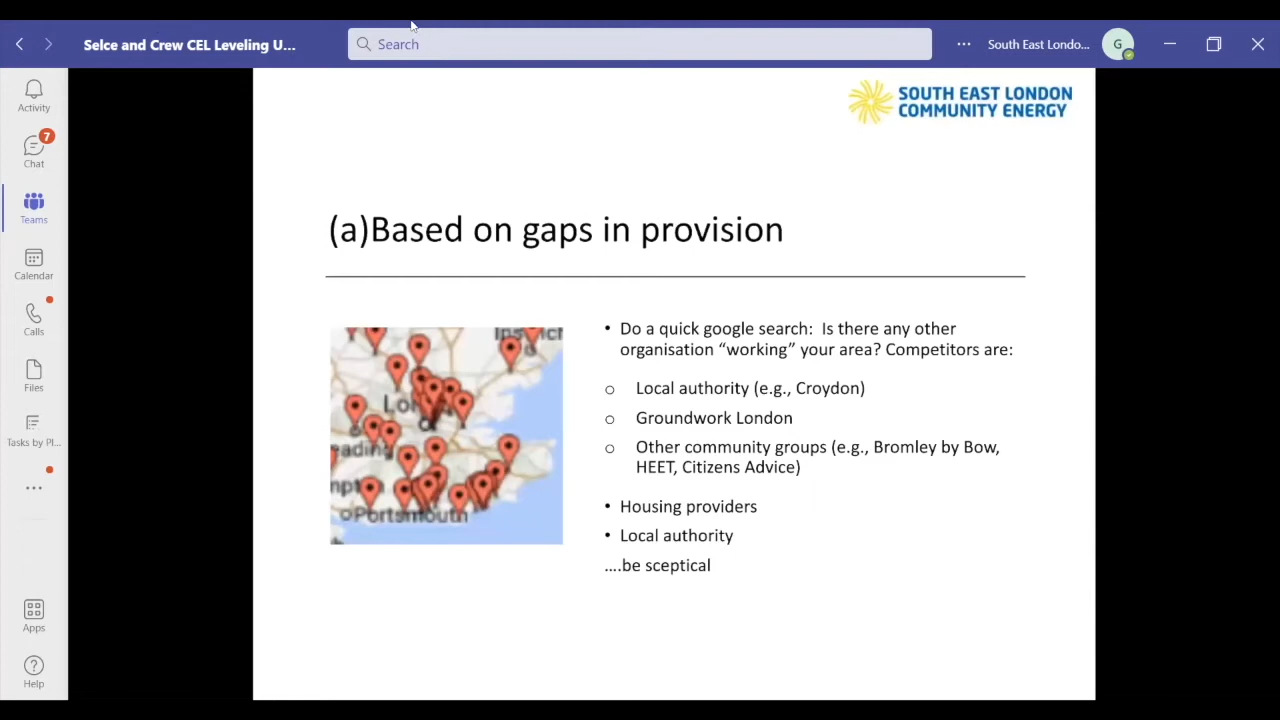 Selce and Crew CEL Leveling U...
Search
South East Londo...
G
Activity
7
Chat
Teams
Calendar
Calls
Files
Tasks by Pl...
Apps
Help
SOUTH EAST LONDON
COMMUNITY ENERGY
(a)Based on gaps in provision
• Do a quick google search: Is there any other
organisation “working” your area? Competitors are:
o Local authority (e.g., Croydon)
o Groundwork London
o Other community groups (e.g., Bromley by Bow,
HEET, Citizens Advice)
• Housing providers
• Local authority
....be sceptical
Portsmouth